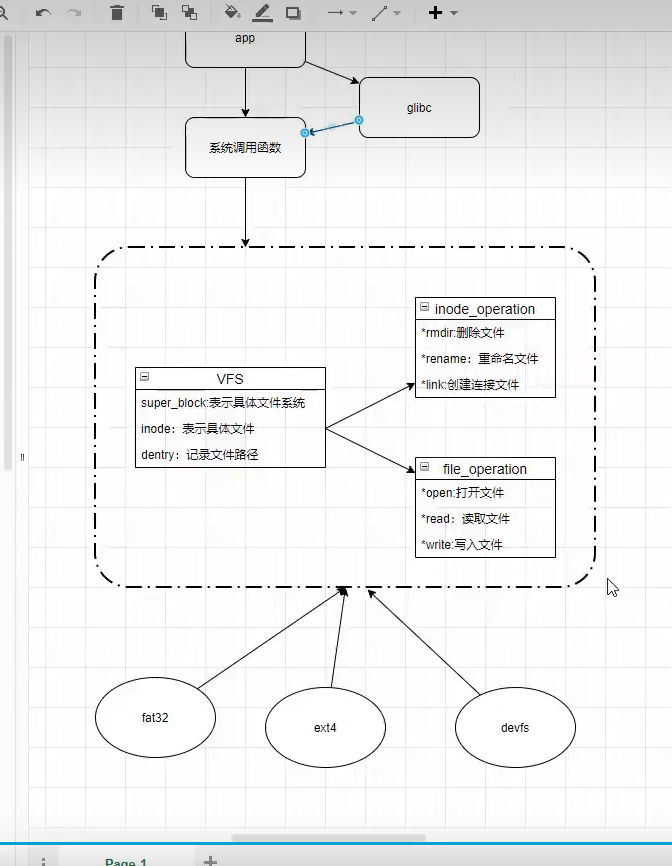 app
glibc
系统调用函数
inode_operation
*rmdir:删除文件
*rename：重命名文件
*link:创建连接文件
VFS
super_block:表示具体文件系统
inode：表示具体文件
dentry：记录文件路径
file_operation
*open:打开文件
*read：读取文件
*write:写入文件
fat32
ext4
devfs
Page 1